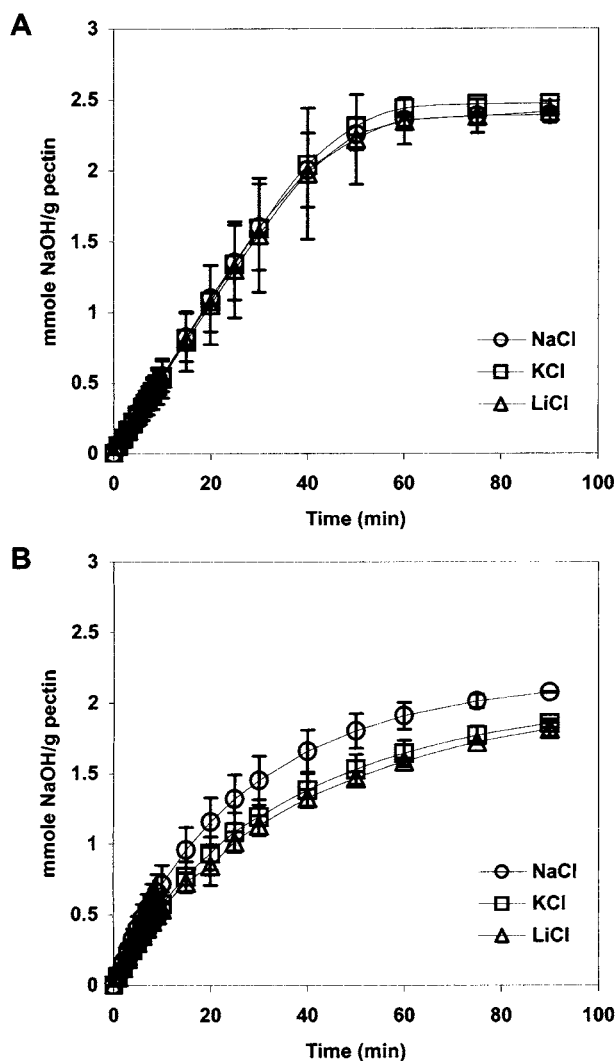 A
3
2.5
2
1.5
1
0.5
0
mmole NaOH/g pectin
NaCl
KCl
LiCl
0 20 40 60 80 100
Time (min)
B
3
2.5
2
1.5
1
0.5
0
mmole NaOH/g pectin
NaCl
KCl
LiCl
0 20 40 60 80 100
Time (min)